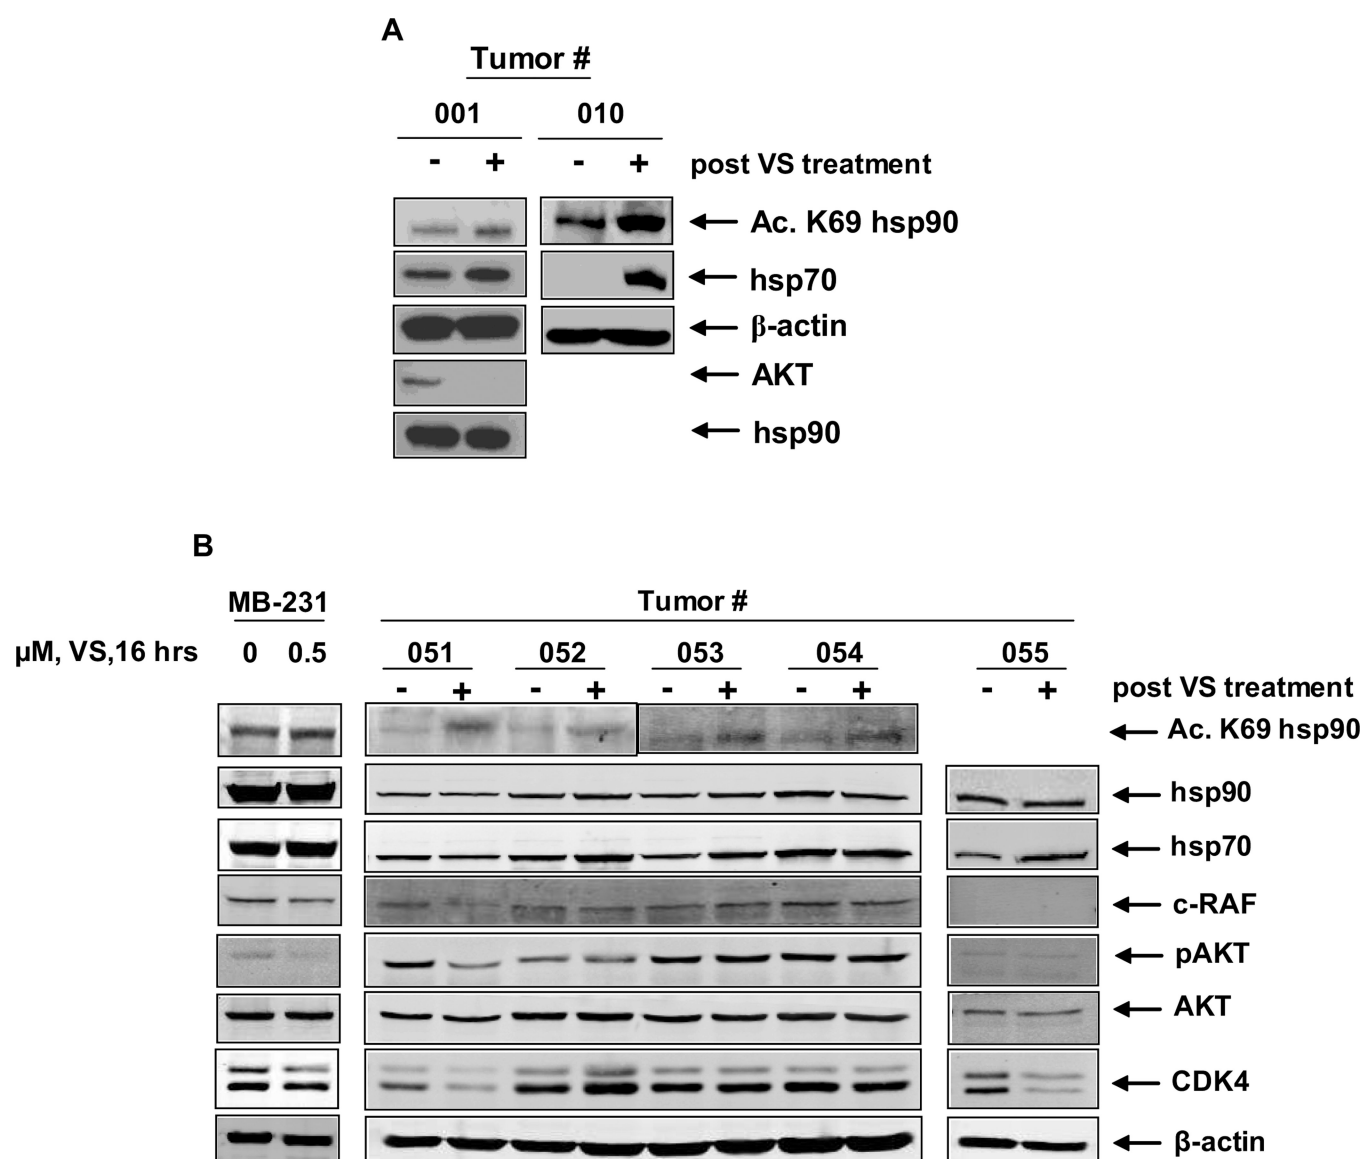 A
Tumor #
001 010
- + - + post VS treatment
Ac. K69 hsp90
hsp70
β-actin
AKT
hsp90
B
MB-231 Tumor #
µM, VS,16 hrs 0 0.5 051 052 053 054 055
- + - + - + - + - + post VS treatment
Ac. K69 hsp90
hsp90
hsp70
c-RAF
pAKT
AKT
CDK4
β-actin